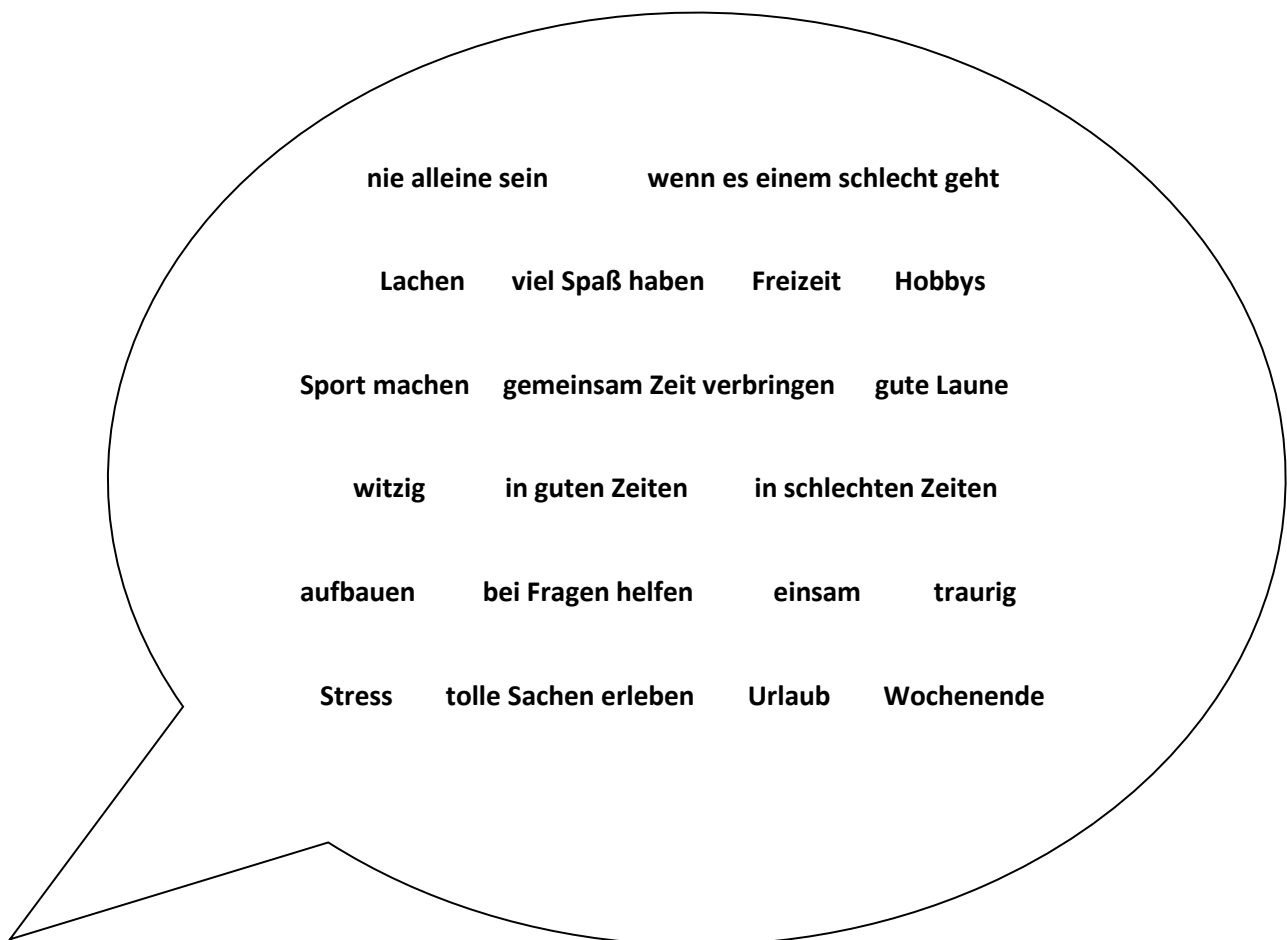 nie alleine sein wenn es einem schlecht geht
Lachen viel Spaß haben Freizeit Hobbys
Sport machen gemeinsam Zeit verbringen gute Laune
witzig in guten Zeiten in schlechten Zeiten
aufbauen bei Fragen helfen einsam traurig
Stress tolle Sachen erleben Urlaub Wochenende